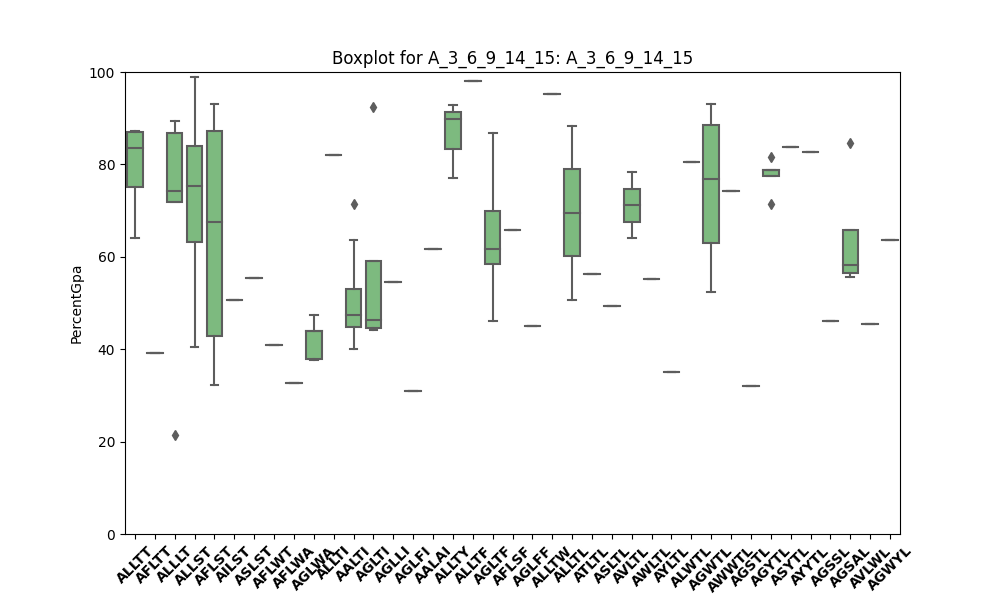 Boxplot for A_3_6_9_14_15: A_3_6_9_14_15
100
80
60
40
20
0
PercentGpa
ALLTT
AFLTT
ALLLT
ALLST
AFLST
AILST
ASLST
AFLWT
AFLWA
AGLWA
ALLTI
AALTI
AGLTI
AGLLI
AGLFI
AALAI
ALLTY
ALLTF
AGLTF
AFLSF
AGLFF
ALLTW
ALLTL
ATLTL
ASLTL
AVLTL
AWLTL
AYLTL
ALWTL
AGWTL
AWWTL
AGSTL
AGYTL
ASYTL
AYYTL
AGSSL
AGSAL
AVLWL
AGWYL